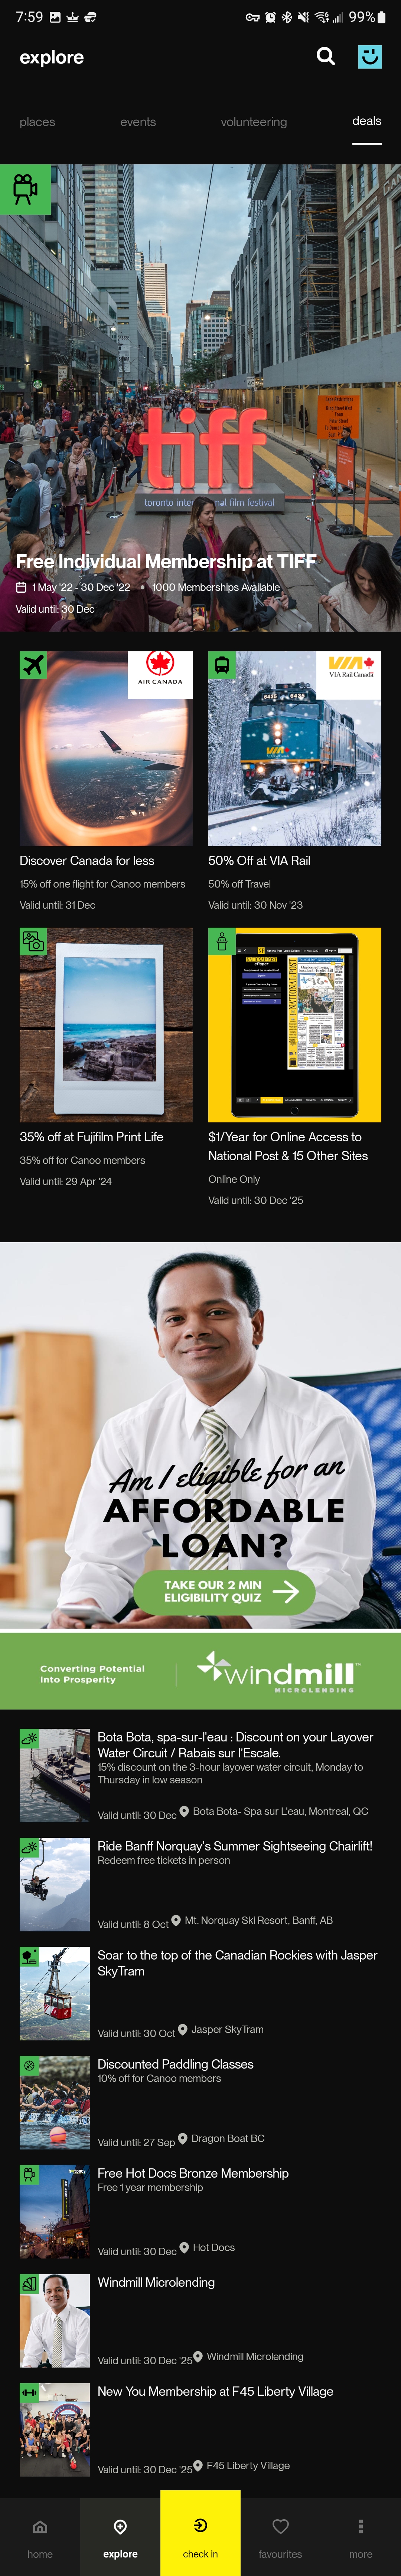 7:59
99%
explore
places
events
volunteering
deals
tiff
Free Individual Membership at TIFF
1 May '22 - 30 Dec '22
1000 Memberships Available
Valid until: 30 Dec
AIR CANADA
VIA Rail Canada
Discover Canada for less
50% Off at VIA Rail
15% off one flight for Canoo members
50% off Travel
Valid until: 31 Dec
Valid until: 30 Nov '23
NATIONAL POST
35% off at Fujifilm Print Life
$1/Year for Online Access to
National Post & 15 Other Sites
35% off for Canoo members
Online Only
Valid until: 29 Apr '24
Valid until: 30 Dec '25
Am I eligible for an
AFFORDABLE
LOAN?
TAKE OUR 2 MIN
ELIGIBILITY QUIZ
Converting Potential
Into Prosperity
windmill™
MICROLENDING
Bota Bota, spa-sur-l'eau : Discount on your Layover
Water Circuit / Rabais sur l'Escale.
15% discount on the 3-hour layover water circuit, Monday to
Thursday in low season
Valid until: 30 Dec
Bota Bota- Spa sur L'eau, Montreal, QC
Ride Banff Norquay's Summer Sightseeing Chairlift!
Redeem free tickets in person
Valid until: 8 Oct
Mt. Norquay Ski Resort, Banff, AB
Soar to the top of the Canadian Rockies with Jasper
SkyTram
Valid until: 30 Oct
Jasper SkyTram
Discounted Paddling Classes
10% off for Canoo members
Valid until: 27 Sep
Dragon Boat BC
Free Hot Docs Bronze Membership
Free 1 year membership
Valid until: 30 Dec
Hot Docs
Windmill Microlending
Valid until: 30 Dec '25
Windmill Microlending
New You Membership at F45 Liberty Village
Valid until: 30 Dec '25
F45 Liberty Village
home
explore
check in
favourites
more